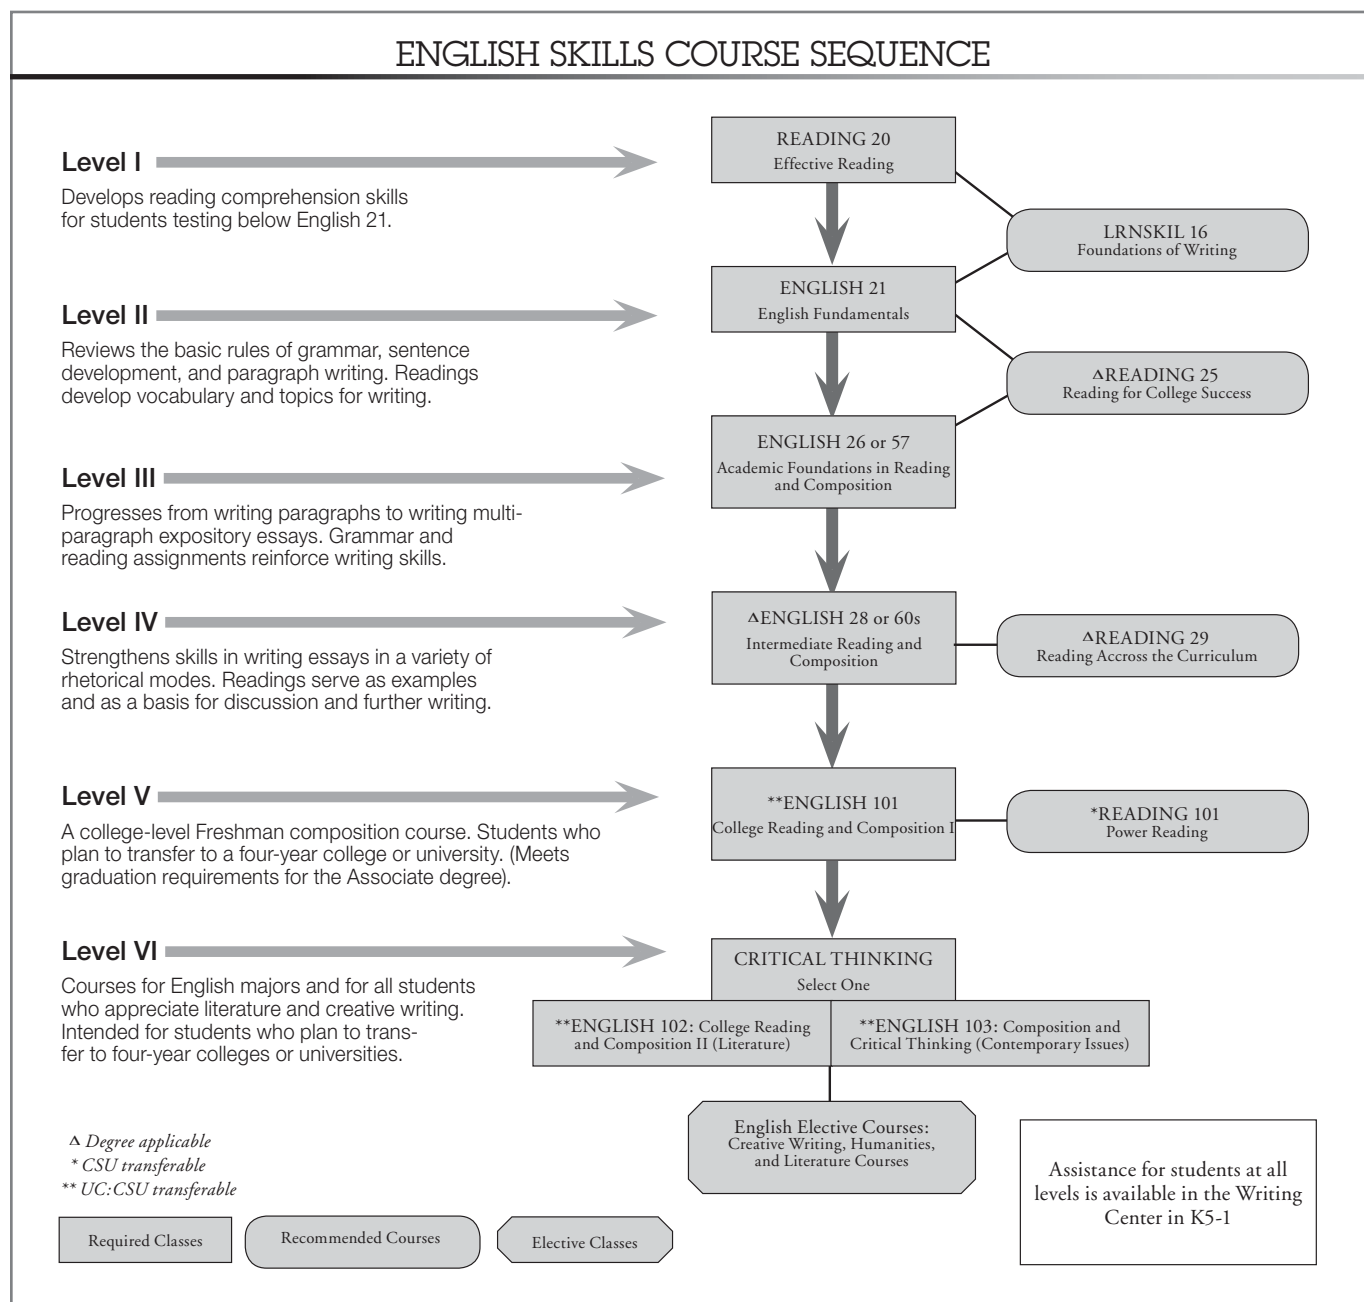 ENGLISH SKILLS COURSE SEQUENCE
Level I
Develops reading comprehension skills
for students testing below English 21.
READING 20
Effective Reading
LRNSKIL 16
Foundations of Writing
Level II
Reviews the basic rules of grammar, sentence
development, and paragraph writing. Readings
develop vocabulary and topics for writing.
ENGLISH 21
English Fundamentals
ΔREADING 25
Reading for College Success
Level III
Progresses from writing paragraphs to writing multi-
paragraph expository essays. Grammar and
reading assignments reinforce writing skills.
ENGLISH 26 or 57
Academic Foundations in Reading
and Composition
Level IV
Strengthens skills in writing essays in a variety of
rhetorical modes. Readings serve as examples
and as a basis for discussion and further writing.
ΔENGLISH 28 or 60s
Intermediate Reading and
Composition
ΔREADING 29
Reading Accross the Curriculum
Level V
A college-level Freshman composition course. Students who
plan to transfer to a four-year college or university. (Meets
graduation requirements for the Associate degree).
**ENGLISH 101
College Reading and Composition I
*READING 101
Power Reading
Level VI
Courses for English majors and for all students
who appreciate literature and creative writing.
Intended for students who plan to trans-
fer to four-year colleges or universities.
CRITICAL THINKING
Select One
**ENGLISH 102: College Reading
and Composition II (Literature)
**ENGLISH 103: Composition and
Critical Thinking (Contemporary Issues)
English Elective Courses:
Creative Writing, Humanities,
and Literature Courses
Δ Degree applicable
* CSU transferable
** UC:CSU transferable
Required Classes
Recommended Courses
Elective Classes
Assistance for students at all
levels is available in the Writing
Center in K5-1